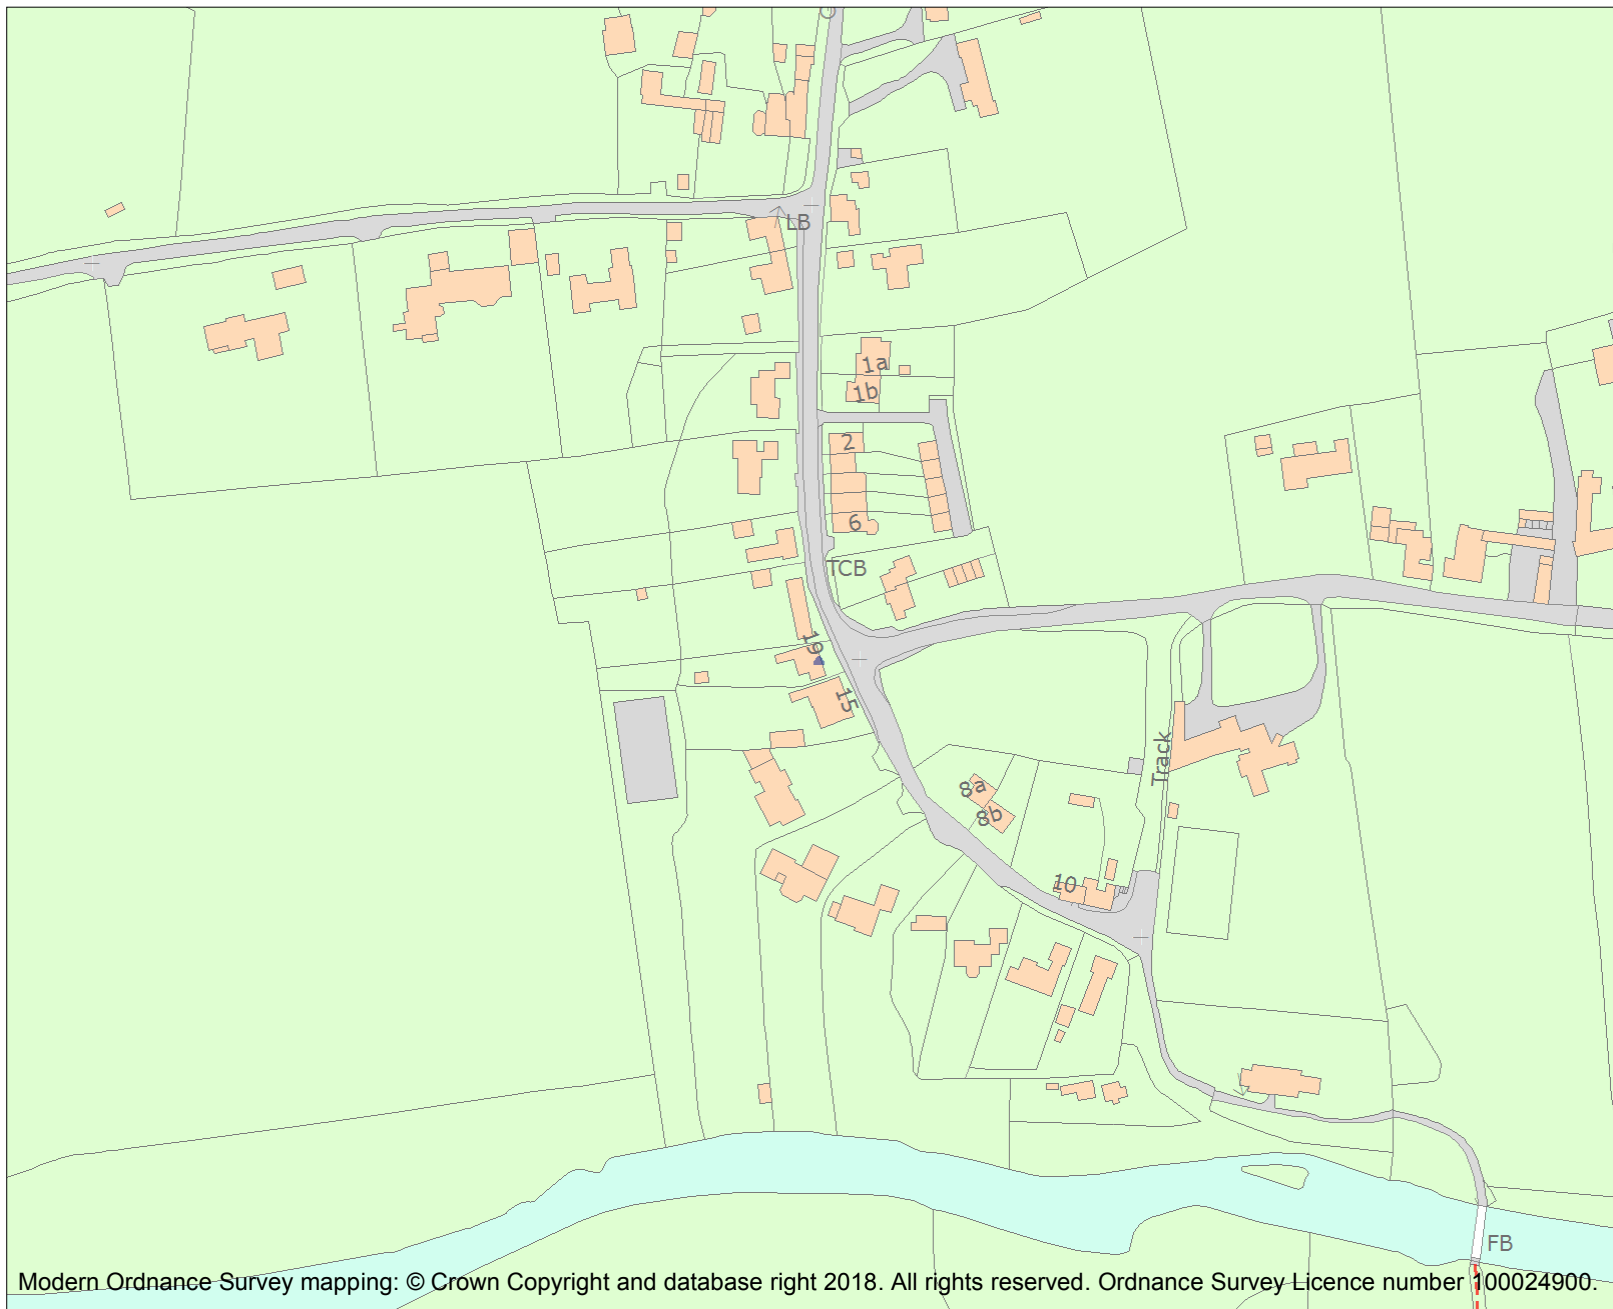 LB
1a
1b
2
6
TCB
19
15
Track
8a
8b
10
FB
Modern Ordnance Survey mapping: © Crown Copyright and database right 2018. All rights reserved. Ordnance Survey Licence number 100024900.